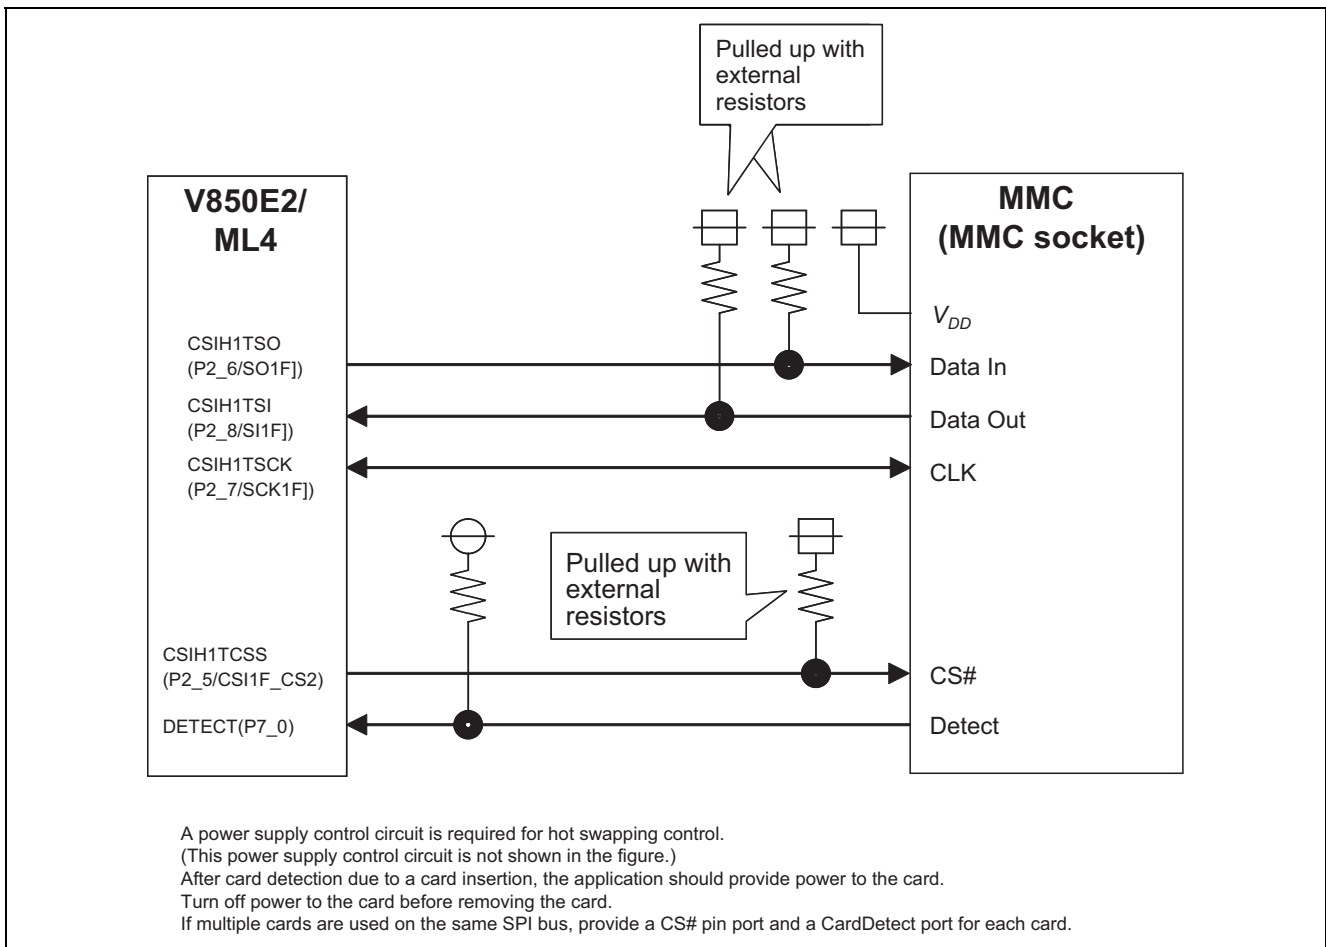 Pulled up with
external
resistors
V850E2/
ML4
MMC
(MMC socket)
VDD
CSIH1TSO
(P2_6/SO1F])
Data In
CSIH1TSI
(P2_8/SI1F])
Data Out
CSIH1TSCK
(P2_7/SCK1F])
CLK
Pulled up with
external
resistors
CSIH1TCSS
(P2_5/CSI1F_CS2)
CS#
DETECT(P7_0)
Detect
A power supply control circuit is required for hot swapping control.
(This power supply control circuit is not shown in the figure.)
After card detection due to a card insertion, the application should provide power to the card.
Turn off power to the card before removing the card.
If multiple cards are used on the same SPI bus, provide a CS# pin port and a CardDetect port for each card.